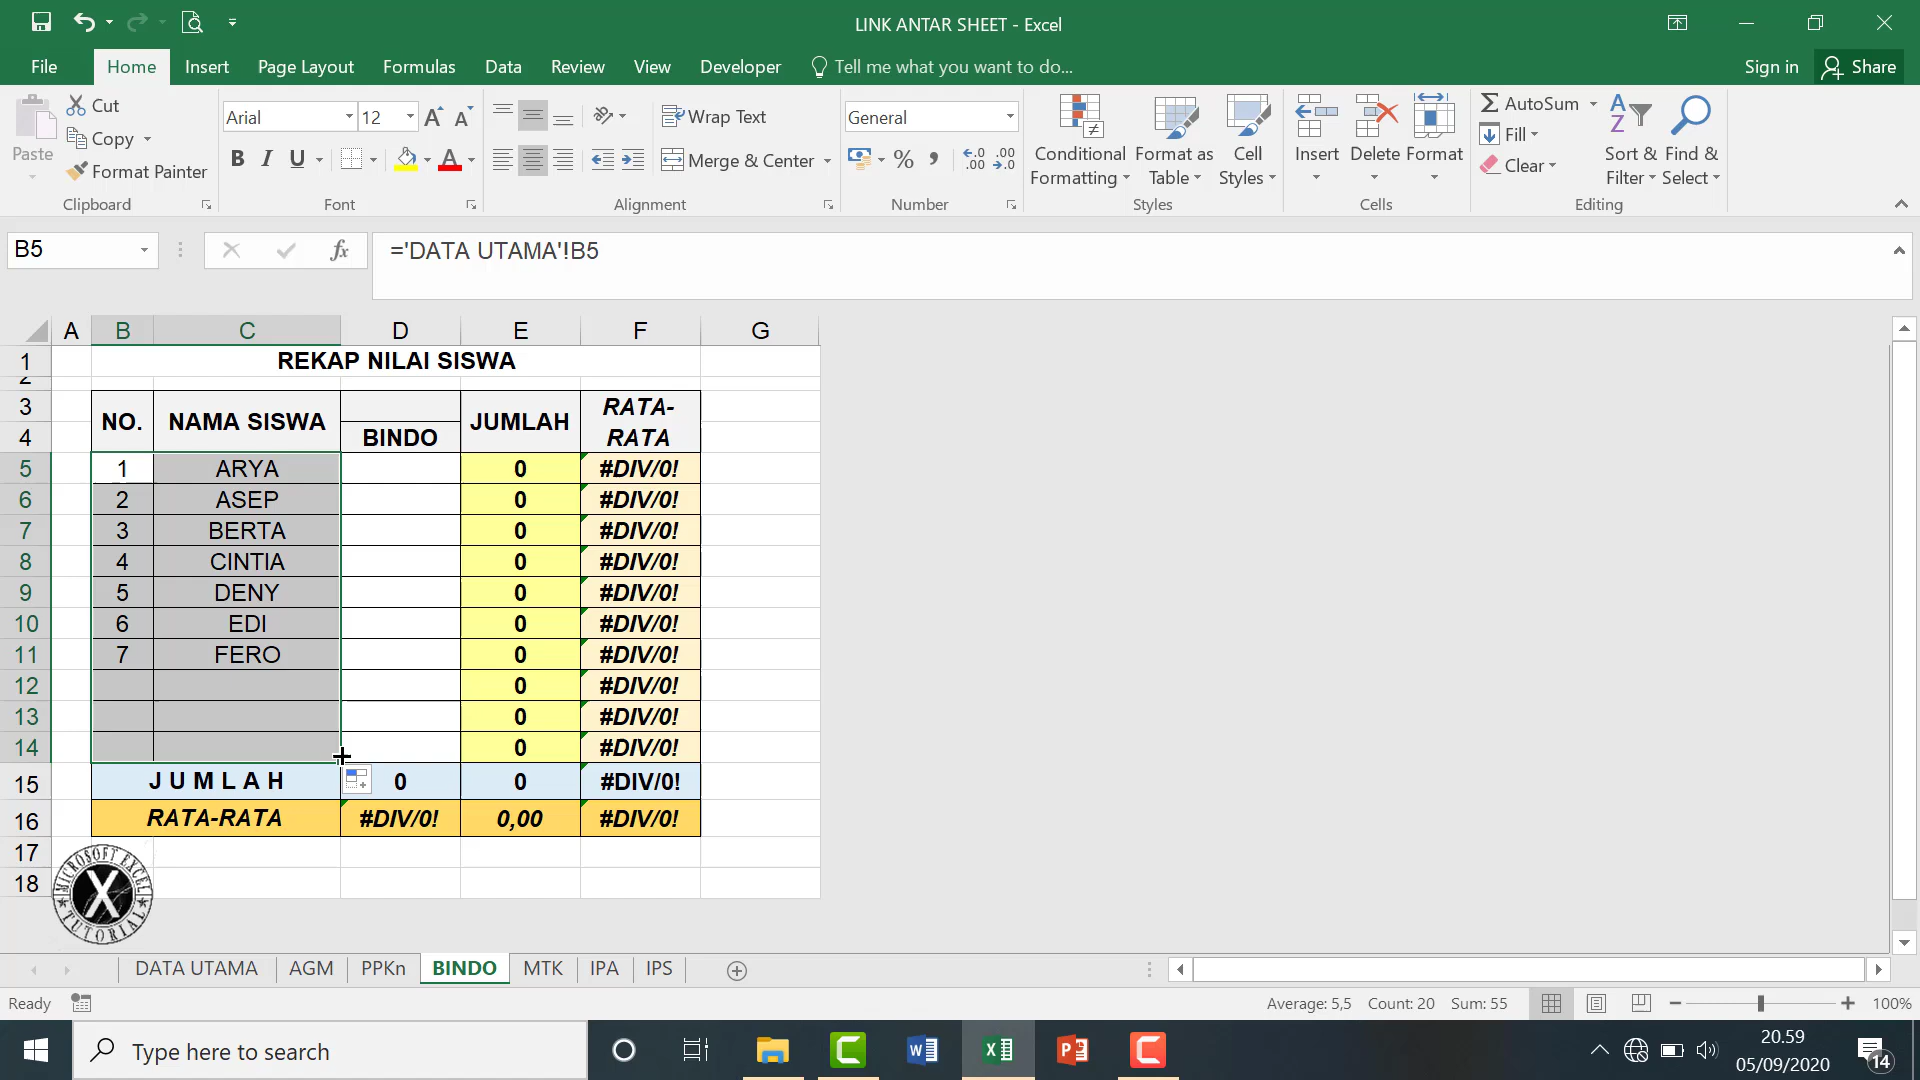 LINK ANTAR SHEET - Excel
File Home Insert Page Layout Formulas Data Review View Developer Tell me what you want to do... Sign in Share
Paste
Cut
Copy
Format Painter
Clipboard
Arial 12
B I U
Font
Wrap Text
Merge & Center
Alignment
General
% ,
Number
Conditional Formatting
Format as Table
Cell Styles
Styles
Insert Delete Format
Cells
AutoSum
Fill
Clear
Sort & Filter
Find & Select
Editing
B5
fx
='DATA UTAMA'!B5
A B C D E F G
1 REKAP NILAI SISWA
2
3 NO. NAMA SISWA JUMLAH RATA-
4 BINDO RATA
5 1 ARYA 0 #DIV/0!
6 2 ASEP 0 #DIV/0!
7 3 BERTA 0 #DIV/0!
8 4 CINTIA 0 #DIV/0!
9 5 DENY 0 #DIV/0!
10 6 EDI 0 #DIV/0!
11 7 FERO 0 #DIV/0!
12 0 #DIV/0!
13 0 #DIV/0!
14 0 #DIV/0!
15 J U M L A H 0 0 #DIV/0!
16 RATA-RATA #DIV/0! 0,00 #DIV/0!
17
18
MICROSOFT EXCEL
X
TUTORIAL
DATA UTAMA AGM PPKn BINDO MTK IPA IPS
Ready Average: 5,5 Count: 20 Sum: 55 100%
Type here to search
20.59
05/09/2020
14